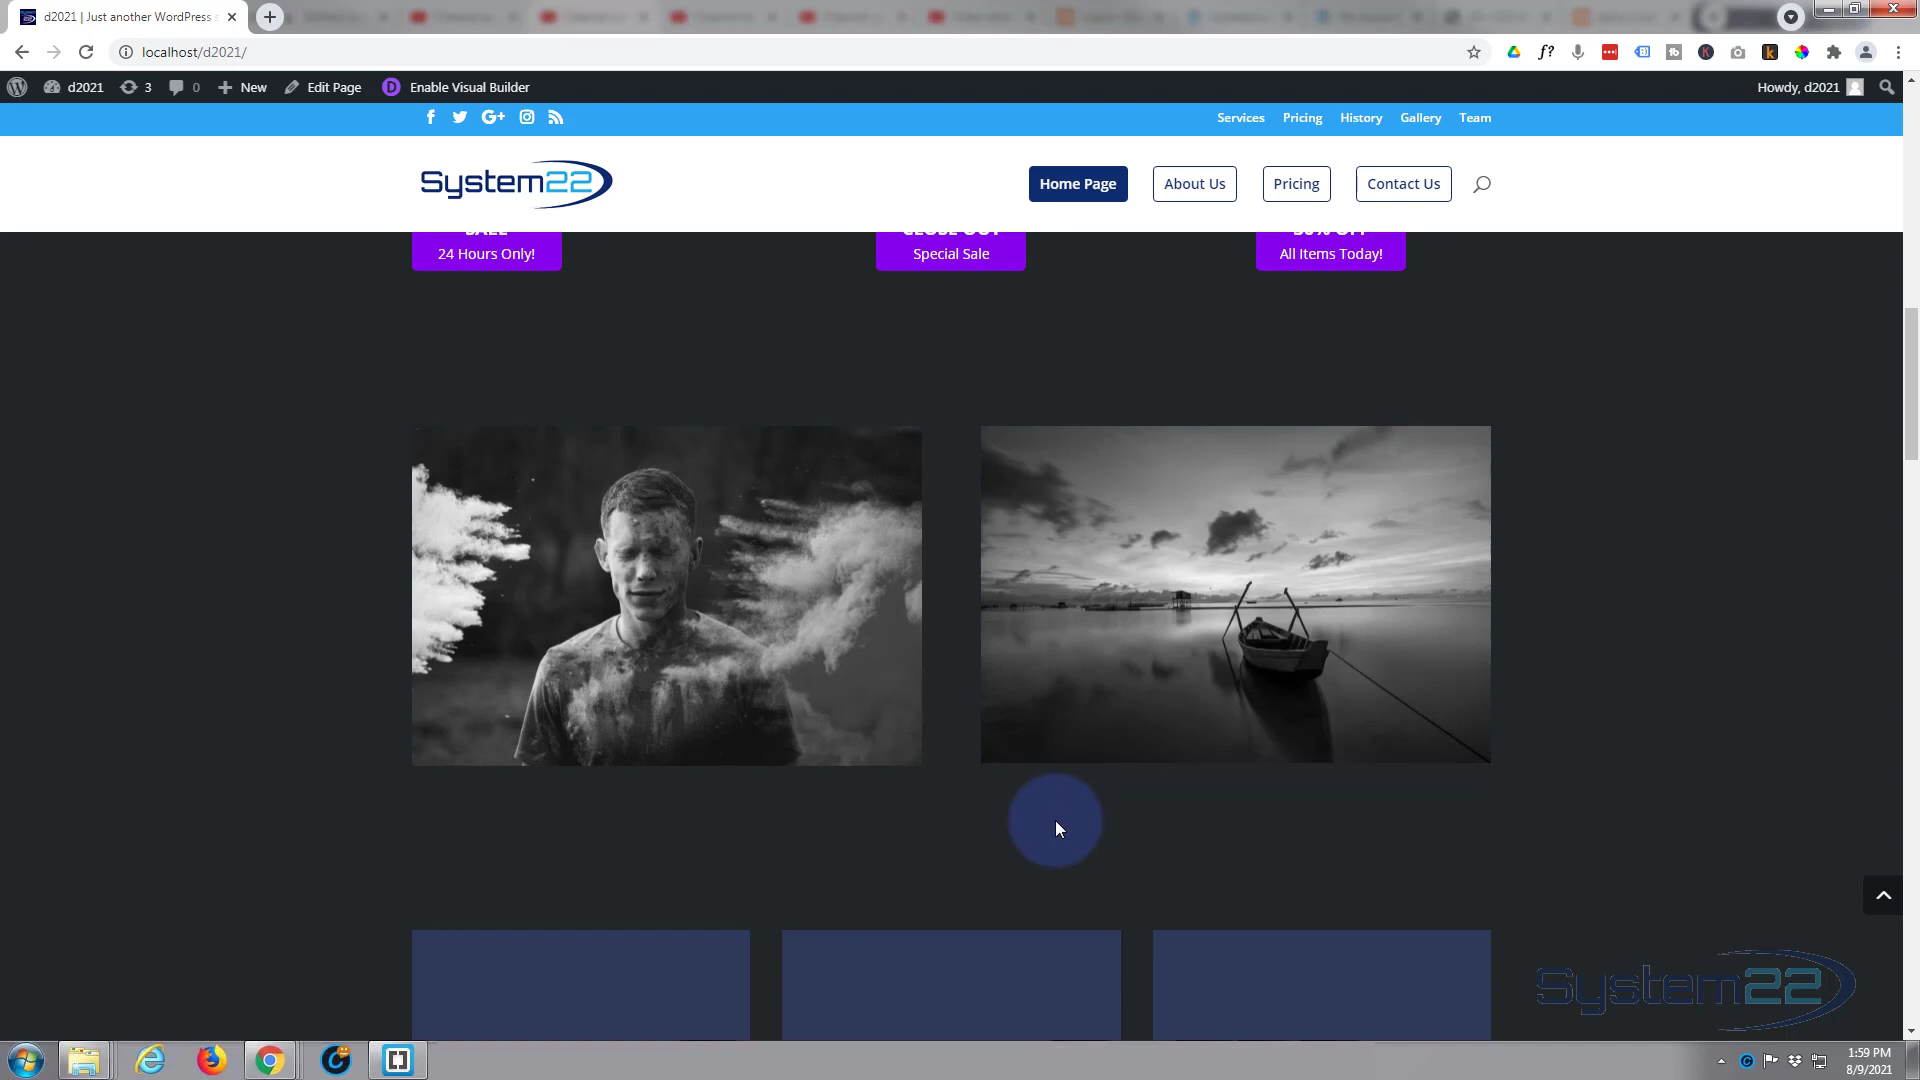 d2021 | Just another WordPress s
localhost/d2021/
d2021
3
0
New
Edit Page
Enable Visual Builder
Howdy, d2021
Services
Pricing
History
Gallery
Team
System22
Home Page
About Us
Pricing
Contact Us
24 Hours Only!
Special Sale
All Items Today!
System22
1:59 PM
8/9/2021